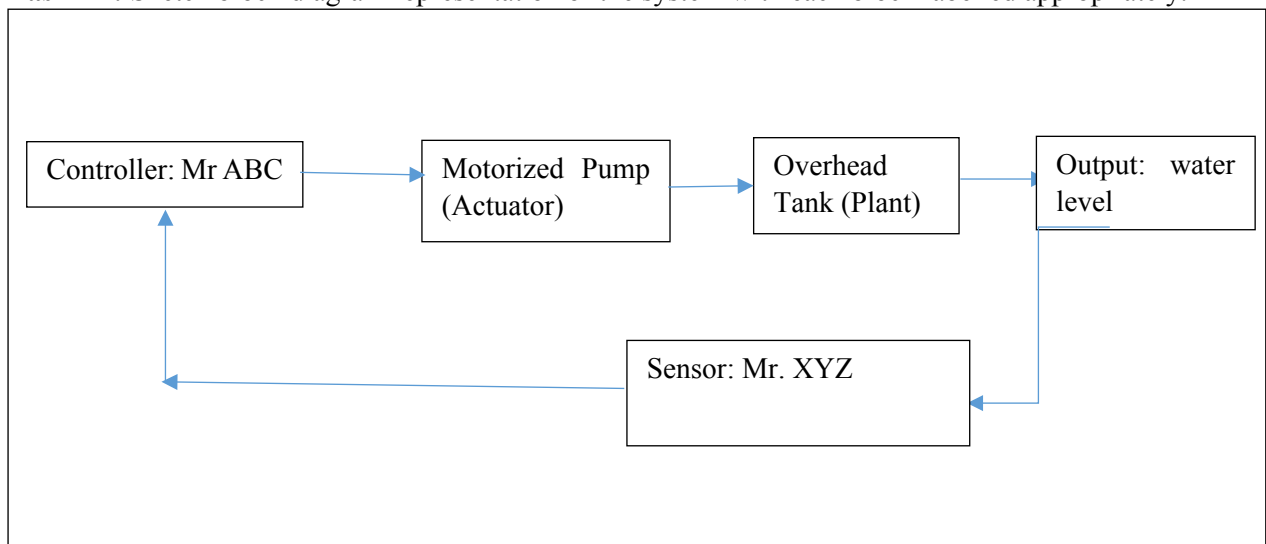 Controller: Mr ABC
Motorized Pump
(Actuator)
Overhead
Tank (Plant)
Output: water
level
Sensor: Mr. XYZ